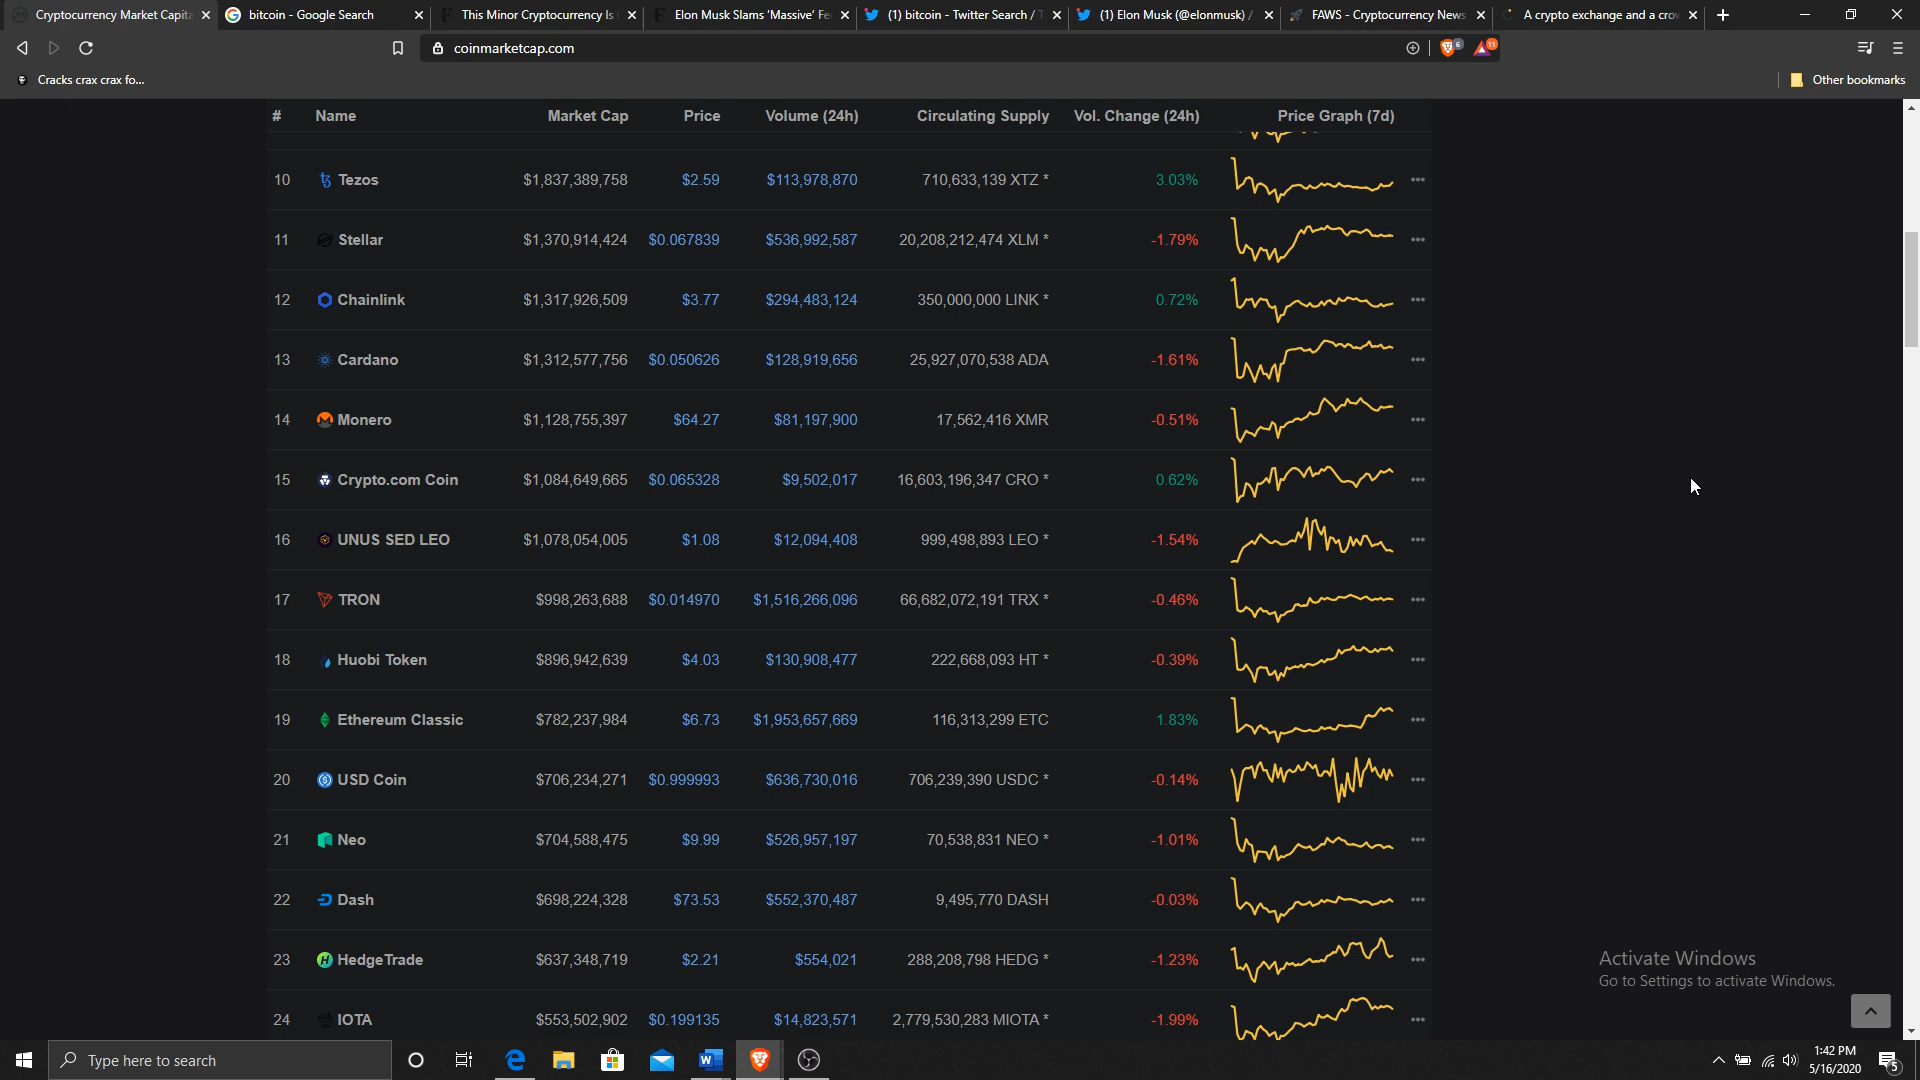 Cryptocurrency Market Capita
bitcoin - Google Search
This Minor Cryptocurrency Is
Elon Musk Slams 'Massive' Fe
(1) bitcoin - Twitter Search / T
(1) Elon Musk (@elonmusk) /
FAWS - Cryptocurrency News
A crypto exchange and a cro
coinmarketcap.com
6
11
Cracks crax crax fo...
Other bookmarks
# Name Market Cap Price Volume (24h) Circulating Supply Vol. Change (24h) Price Graph (7d)
10 Tezos $1,837,389,758 $2.59 $113,978,870 710,633,139 XTZ * 3.03%
11 Stellar $1,370,914,424 $0.067839 $536,992,587 20,208,212,474 XLM * -1.79%
12 Chainlink $1,317,926,509 $3.77 $294,483,124 350,000,000 LINK * 0.72%
13 Cardano $1,312,577,756 $0.050626 $128,919,656 25,927,070,538 ADA -1.61%
14 Monero $1,128,755,397 $64.27 $81,197,900 17,562,416 XMR -0.51%
15 Crypto.com Coin $1,084,649,665 $0.065328 $9,502,017 16,603,196,347 CRO * 0.62%
16 UNUS SED LEO $1,078,054,005 $1.08 $12,094,408 999,498,893 LEO * -1.54%
17 TRON $998,263,688 $0.014970 $1,516,266,096 66,682,072,191 TRX * -0.46%
18 Huobi Token $896,942,639 $4.03 $130,908,477 222,668,093 HT * -0.39%
19 Ethereum Classic $782,237,984 $6.73 $1,953,657,669 116,313,299 ETC 1.83%
20 USD Coin $706,234,271 $0.999993 $636,730,016 706,239,390 USDC * -0.14%
21 Neo $704,588,475 $9.99 $526,957,197 70,538,831 NEO * -1.01%
22 Dash $698,224,328 $73.53 $552,370,487 9,495,770 DASH -0.03%
23 HedgeTrade $637,348,719 $2.21 $554,021 288,208,798 HEDG * -1.23%
24 IOTA $553,502,902 $0.199135 $14,823,571 2,779,530,283 MIOTA * -1.99%
Activate Windows
Go to Settings to activate Windows.
Type here to search
1:42 PM
5/16/2020
5